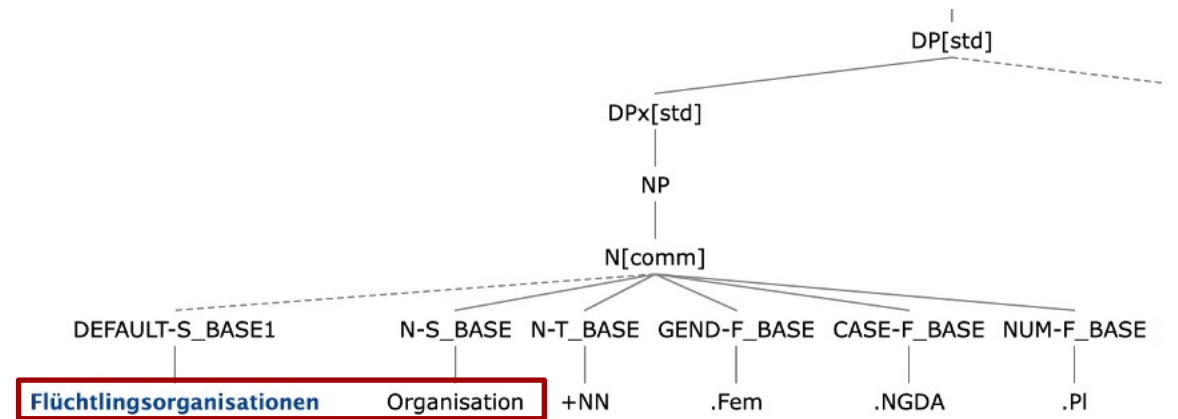 DP[std]
DPx[std]
NP
N[comm]
DEFAULT-S_BASE1 N-S_BASE N-T_BASE GEND-F_BASE CASE-F_BASE NUM-F_BASE
Flüchtlingsorganisationen Organisation +NN .Fem .NGDA .Pl